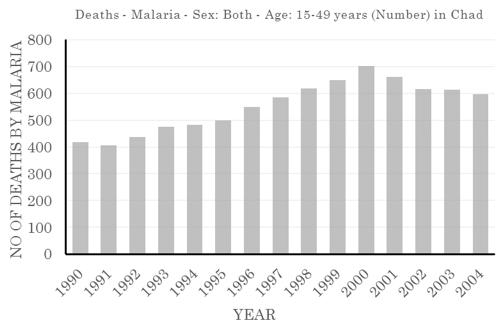 Deaths - Malaria - Sex: Both - Age: 15-49 years (Number) in Chad
NO OF DEATHS BY MALARIA
800
700
600
500
400
300
200
100
0
1990 1991 1992 1993 1994 1995 1996 1997 1998 1999 2000 2001 2002 2003 2004
YEAR